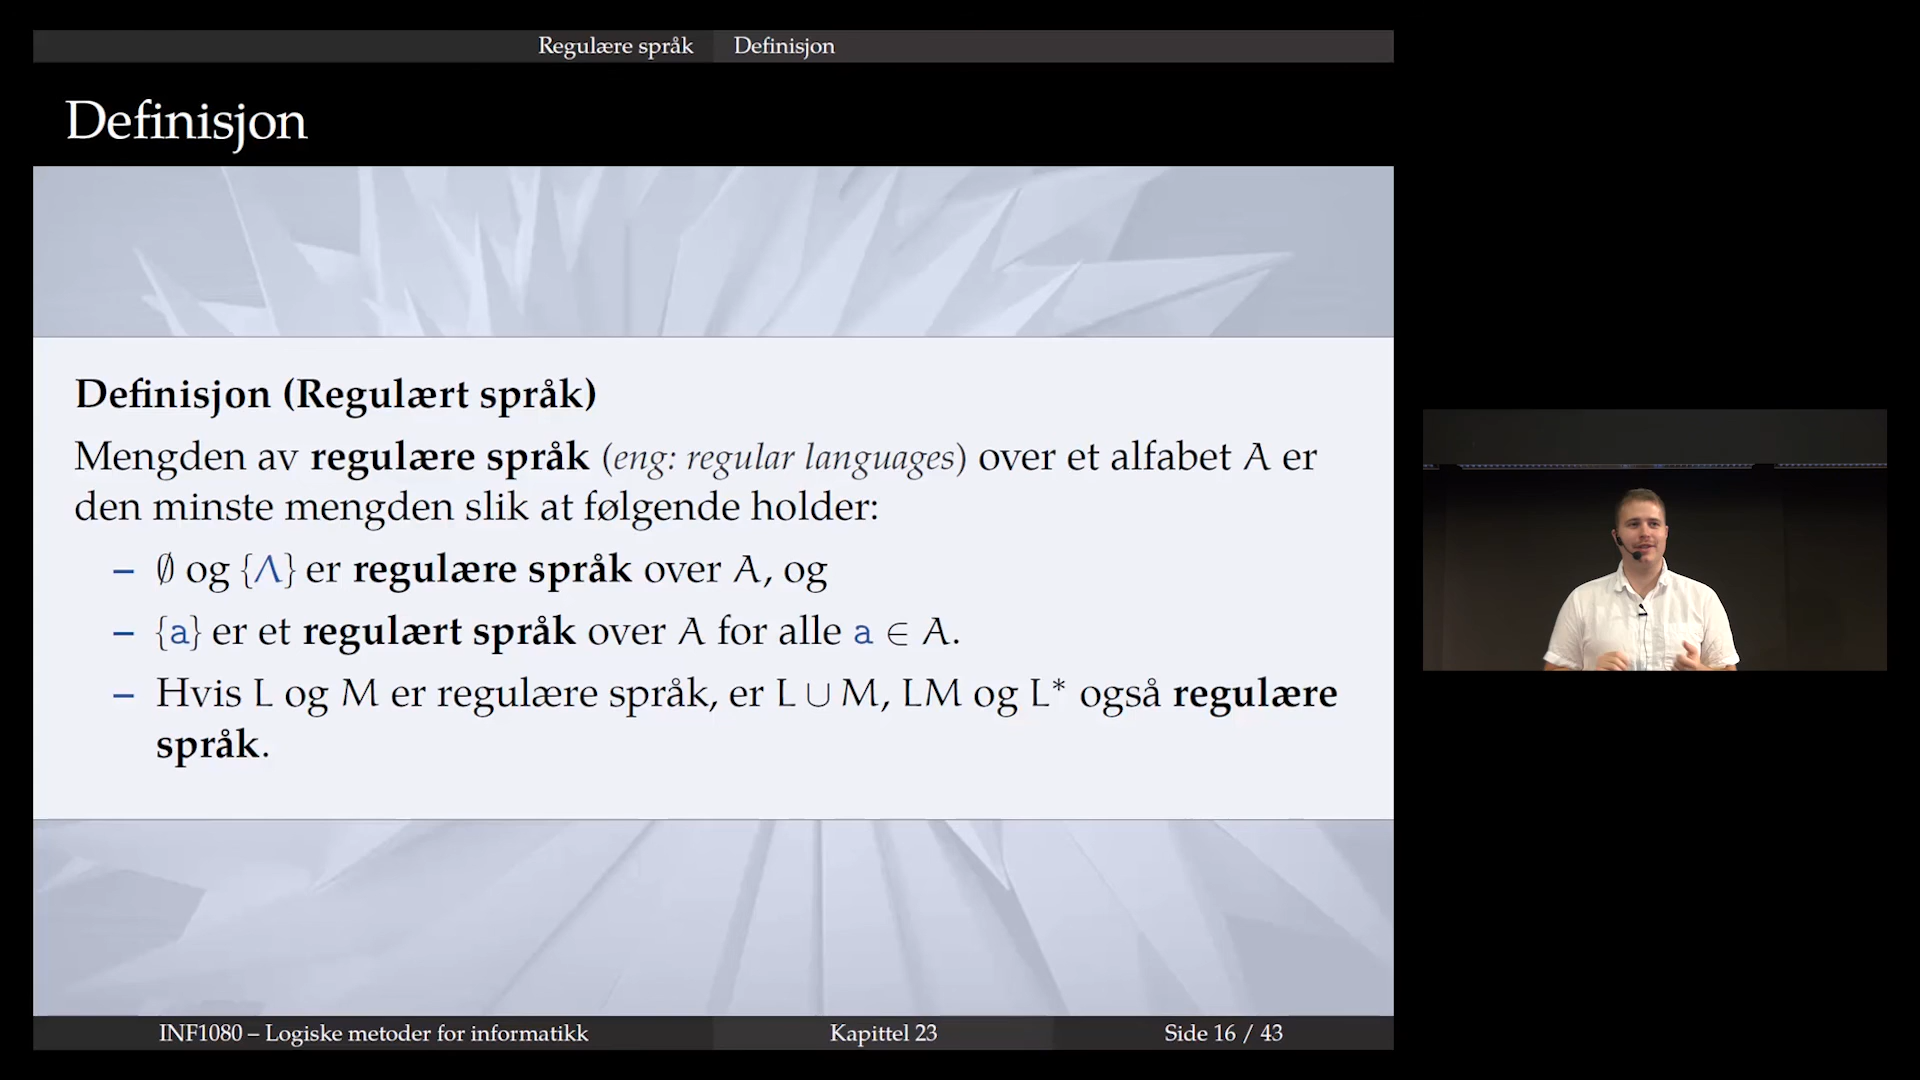 Regulære språk Definisjon
Definisjon
Definisjon (Regulært språk)
Mengden av regulære språk (eng: regular languages) over et alfabet A er
den minste mengden slik at følgende holder:
– ∅ og {Λ} er regulære språk over A, og
– {a} er et regulært språk over A for alle a ∈ A.
– Hvis L og M er regulære språk, er L ∪ M, LM og L* også regulære
språk.
INF1080 – Logiske metoder for informatikk Kapittel 23 Side 16 / 43